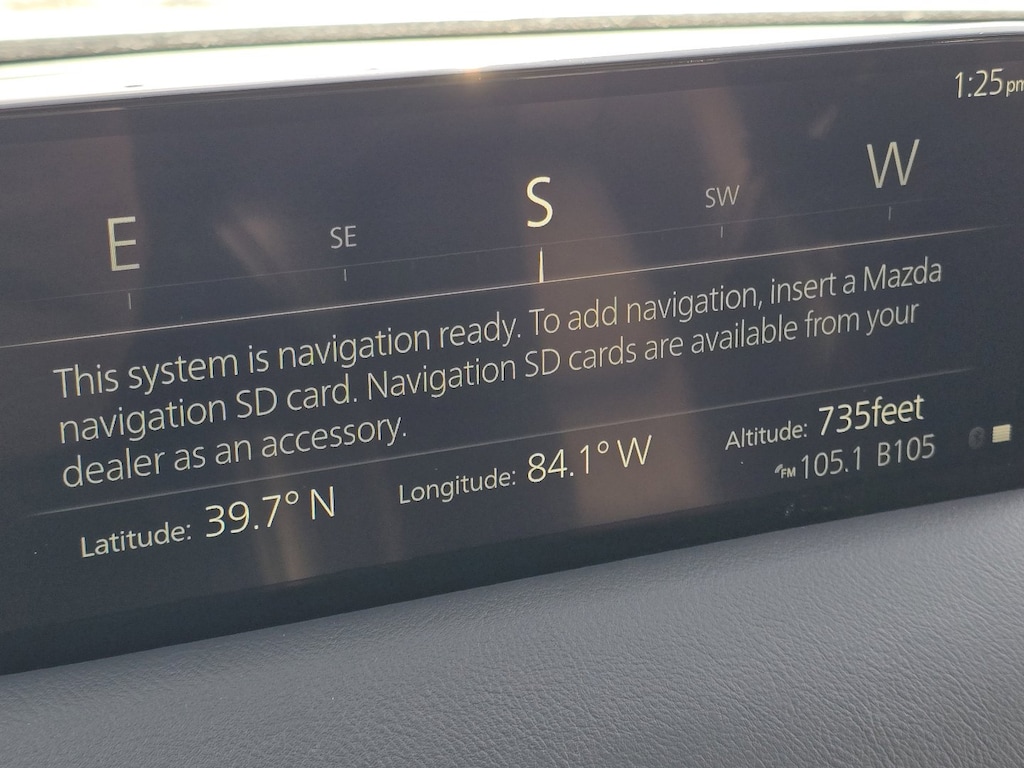 1:25pm
E SE S SW W
This system is navigation ready. To add navigation, insert a Mazda
navigation SD card. Navigation SD cards are available from your
dealer as an accessory.
Latitude: 39.7° N Longitude: 84.1° W Altitude: 735feet
FM 105.1 B105